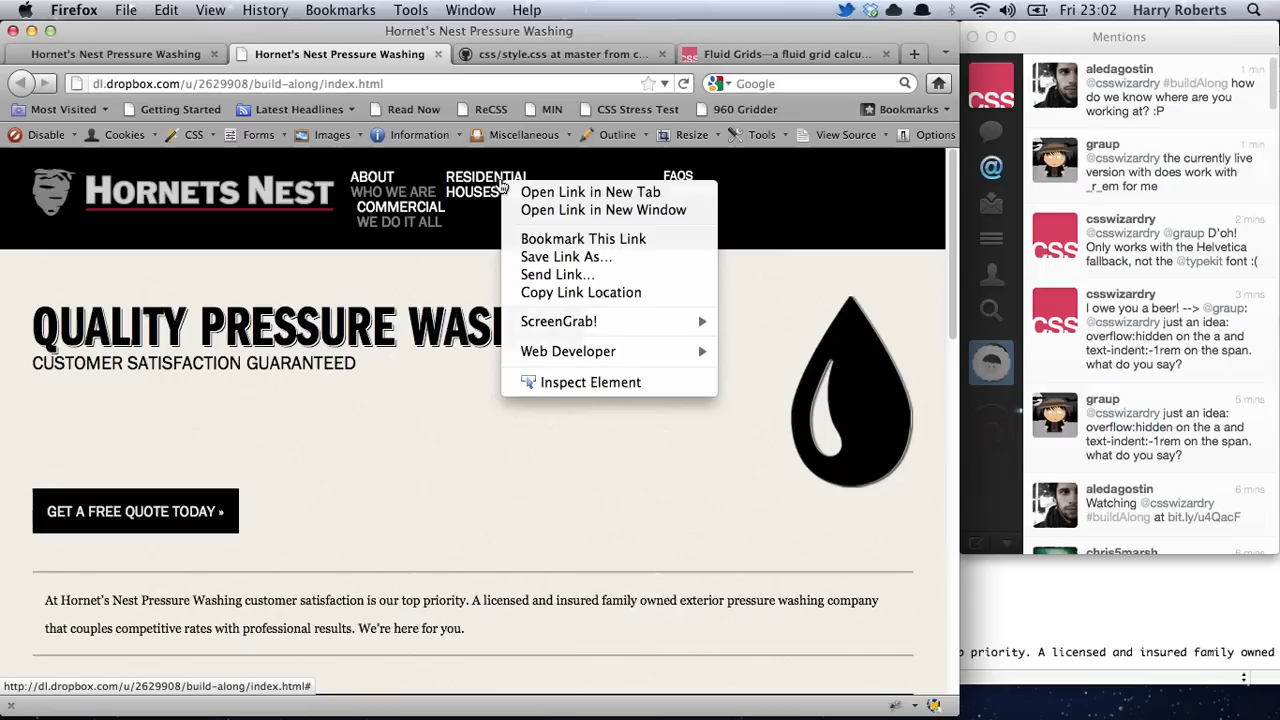 Firefox File Edit View History Bookmarks Tools Window Help Fri 23:02 Harry Roberts
Hornet's Nest Pressure Washing
Hornet's Nest Pressure Washing Hornet's Nest Pressure Washing css/style.css at master from c... Fluid Grids—a fluid grid calcu...
dl.dropbox.com/u/2629908/build-along/index.html Google
Most Visited Getting Started Latest Headlines Read Now ReCSS MIN CSS Stress Test 960 Gridder Bookmarks
Disable Cookies CSS Forms Images Information Miscellaneous Outline Resize Tools View Source Options
HORNETS NEST
ABOUT
WHO WE ARE
RESIDENTIAL
HOUSES
FAQS
COMMERCIAL
WE DO IT ALL
Open Link in New Tab
Open Link in New Window
Bookmark This Link
Save Link As...
Send Link...
Copy Link Location
ScreenGrab!
Web Developer
Inspect Element
QUALITY PRESSURE WASHI
CUSTOMER SATISFACTION GUARANTEED
GET A FREE QUOTE TODAY »
At Hornet's Nest Pressure Washing customer satisfaction is our top priority. A licensed and insured family owned exterior pressure washing company
that couples competitive rates with professional results. We're here for you.
http://dl.dropbox.com/u/2629908/build-along/index.html#
Mentions
CSS
aledagostin 1 min
@csswizardry #buildAlong how
do we know where are you
working at? :P
graup 1 min
@csswizardry the currently live
version with does work with
_r_em for me
CSS
csswizardry 2 mins
@csswizardry @graup D'oh!
Only works with the Helvetica
fallback, not the @typekit font :(
CSS
csswizardry 3 mins
I owe you a beer! --> @graup:
@csswizardry just an idea:
overflow:hidden on the a and
text-indent:-1rem on the span.
what do you say?
graup 5 mins
@csswizardry just an idea:
overflow:hidden on the a and
text-indent:-1rem on the span.
what do you say?
aledagostin 6 mins
Watching @csswizardry
#buildAlong at bit.ly/u4QaCF
chris5marsh 6 mins
priority. A licensed and insured family owned